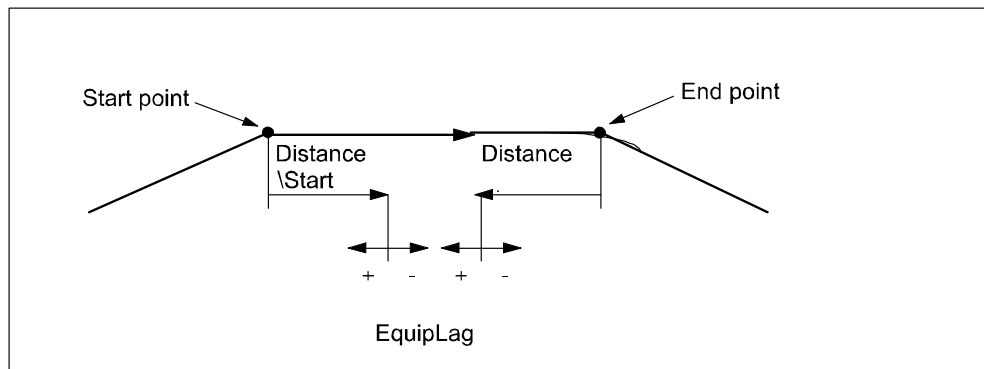 Start point
End point
Distance
\Start
Distance
+ - + -
EquipLag